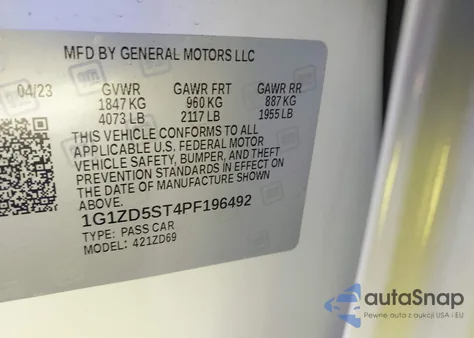 MFD BY GENERAL MOTORS LLC
04/23 GVWR GAWR FRT GAWR RR
1847 KG 960 KG 887 KG
4073 LB 2117 LB 1955 LB
THIS VEHICLE CONFORMS TO ALL
APPLICABLE U.S. FEDERAL MOTOR
VEHICLE SAFETY, BUMPER, AND THEFT
PREVENTION STANDARDS IN EFFECT ON
THE DATE OF MANUFACTURE SHOWN
ABOVE.
1G1ZD5ST4PF196492
TYPE: PASS CAR
MODEL: 421ZD69
autoSnap
Pewne auta z aukcji USA i EU